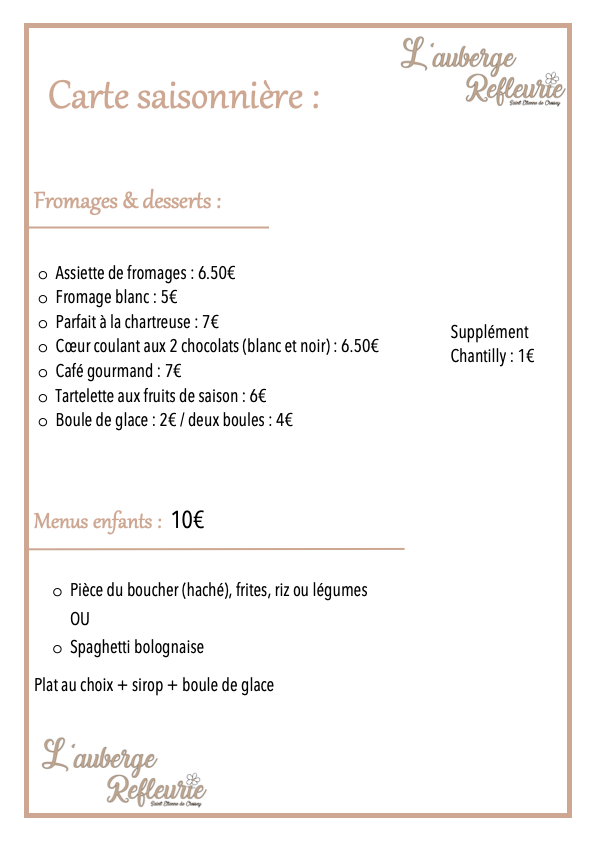 L'auberge
Refleurie
Saint Etienne de Crossey
Carte saisonnière :
Fromages & desserts :
o Assiette de fromages : 6.50€
o Fromage blanc : 5€
o Parfait à la chartreuse : 7€
o Cœur coulant aux 2 chocolats (blanc et noir) : 6.50€
o Café gourmand : 7€
o Tartelette aux fruits de saison : 6€
o Boule de glace : 2€ / deux boules : 4€
Supplément
Chantilly : 1€
Menus enfants : 10€
o Pièce du boucher (haché), frites, riz ou légumes
OU
o Spaghetti bolognaise
Plat au choix + sirop + boule de glace
L'auberge
Refleurie
Saint Etienne de Crossey